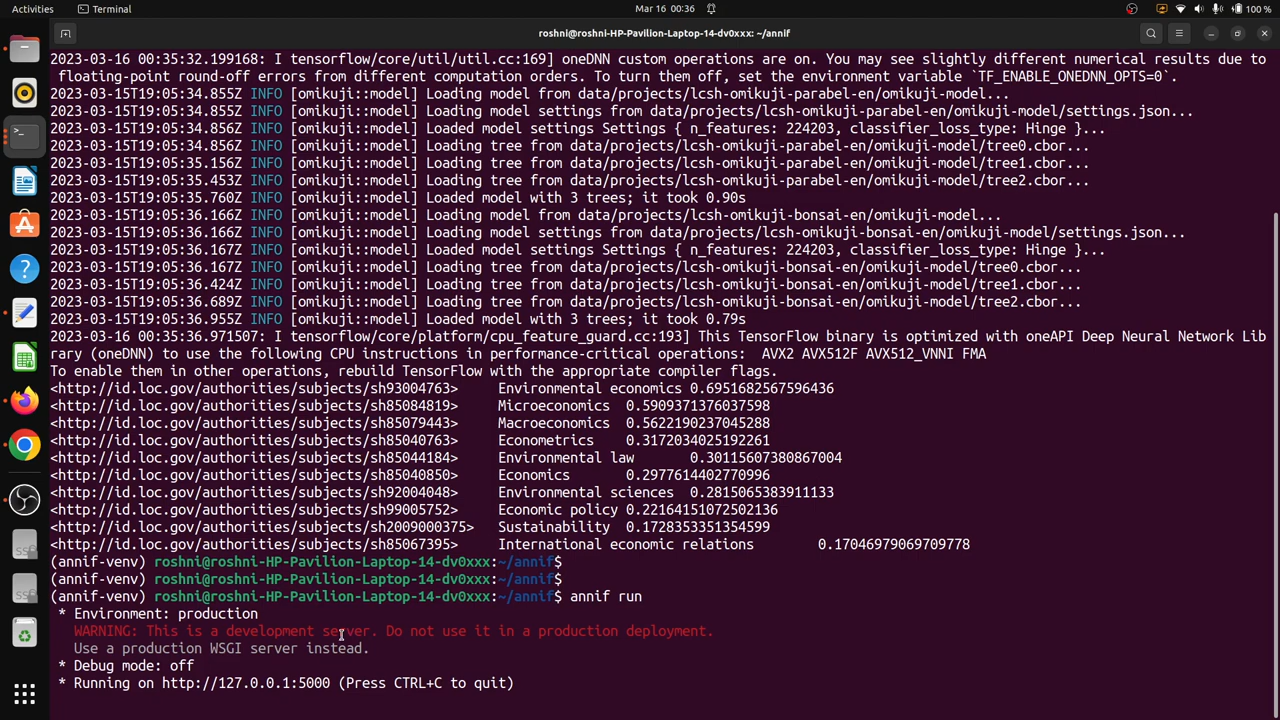 Activities
Terminal
Mar 16 00:36
100 %
roshni@roshni-HP-Pavilion-Laptop-14-dv0xxx: ~/annif
2023-03-16 00:35:32.199168: I tensorflow/core/util/util.cc:169] oneDNN custom operations are on. You may see slightly different numerical results due to
floating-point round-off errors from different computation orders. To turn them off, set the environment variable `TF_ENABLE_ONEDNN_OPTS=0`.
2023-03-15T19:05:34.855Z INFO [omikuji::model] Loading model from data/projects/lcsh-omikuji-parabel-en/omikuji-model...
2023-03-15T19:05:34.855Z INFO [omikuji::model] Loading model settings from data/projects/lcsh-omikuji-parabel-en/omikuji-model/settings.json...
2023-03-15T19:05:34.856Z INFO [omikuji::model] Loaded model settings Settings { n_features: 224203, classifier_loss_type: Hinge }...
2023-03-15T19:05:34.856Z INFO [omikuji::model] Loading tree from data/projects/lcsh-omikuji-parabel-en/omikuji-model/tree0.cbor...
2023-03-15T19:05:35.156Z INFO [omikuji::model] Loading tree from data/projects/lcsh-omikuji-parabel-en/omikuji-model/tree1.cbor...
2023-03-15T19:05:35.453Z INFO [omikuji::model] Loading tree from data/projects/lcsh-omikuji-parabel-en/omikuji-model/tree2.cbor...
2023-03-15T19:05:35.760Z INFO [omikuji::model] Loaded model with 3 trees; it took 0.90s
2023-03-15T19:05:36.166Z INFO [omikuji::model] Loading model from data/projects/lcsh-omikuji-bonsai-en/omikuji-model...
2023-03-15T19:05:36.166Z INFO [omikuji::model] Loading model settings from data/projects/lcsh-omikuji-bonsai-en/omikuji-model/settings.json...
2023-03-15T19:05:36.167Z INFO [omikuji::model] Loaded model settings Settings { n_features: 224203, classifier_loss_type: Hinge }...
2023-03-15T19:05:36.167Z INFO [omikuji::model] Loading tree from data/projects/lcsh-omikuji-bonsai-en/omikuji-model/tree0.cbor...
2023-03-15T19:05:36.424Z INFO [omikuji::model] Loading tree from data/projects/lcsh-omikuji-bonsai-en/omikuji-model/tree1.cbor...
2023-03-15T19:05:36.689Z INFO [omikuji::model] Loading tree from data/projects/lcsh-omikuji-bonsai-en/omikuji-model/tree2.cbor...
2023-03-15T19:05:36.955Z INFO [omikuji::model] Loaded model with 3 trees; it took 0.79s
2023-03-16 00:35:36.971507: I tensorflow/core/platform/cpu_feature_guard.cc:193] This TensorFlow binary is optimized with oneAPI Deep Neural Network Lib
rary (oneDNN) to use the following CPU instructions in performance-critical operations:  AVX2 AVX512F AVX512_VNNI FMA
To enable them in other operations, rebuild TensorFlow with the appropriate compiler flags.
<http://id.loc.gov/authorities/subjects/sh93004763> Environmental economics 0.6951682567596436
<http://id.loc.gov/authorities/subjects/sh85084819> Microeconomics 0.5909371376037598
<http://id.loc.gov/authorities/subjects/sh85079443> Macroeconomics 0.5622190237045288
<http://id.loc.gov/authorities/subjects/sh85040763> Econometrics 0.3172034025192261
<http://id.loc.gov/authorities/subjects/sh85044184> Environmental law 0.30115607380867004
<http://id.loc.gov/authorities/subjects/sh85040850> Economics 0.2977614402770996
<http://id.loc.gov/authorities/subjects/sh92004048> Environmental sciences 0.2815065383911133
<http://id.loc.gov/authorities/subjects/sh99005752> Economic policy 0.22164151072502136
<http://id.loc.gov/authorities/subjects/sh2009000375> Sustainability 0.1728353351354599
<http://id.loc.gov/authorities/subjects/sh85067395> International economic relations 0.17046979069709778
(annif-venv) roshni@roshni-HP-Pavilion-Laptop-14-dv0xxx:~/annif$
(annif-venv) roshni@roshni-HP-Pavilion-Laptop-14-dv0xxx:~/annif$
(annif-venv) roshni@roshni-HP-Pavilion-Laptop-14-dv0xxx:~/annif$ annif run
* Environment: production
WARNING: This is a development server. Do not use it in a production deployment.
Use a production WSGI server instead.
* Debug mode: off
* Running on http://127.0.0.1:5000 (Press CTRL+C to quit)